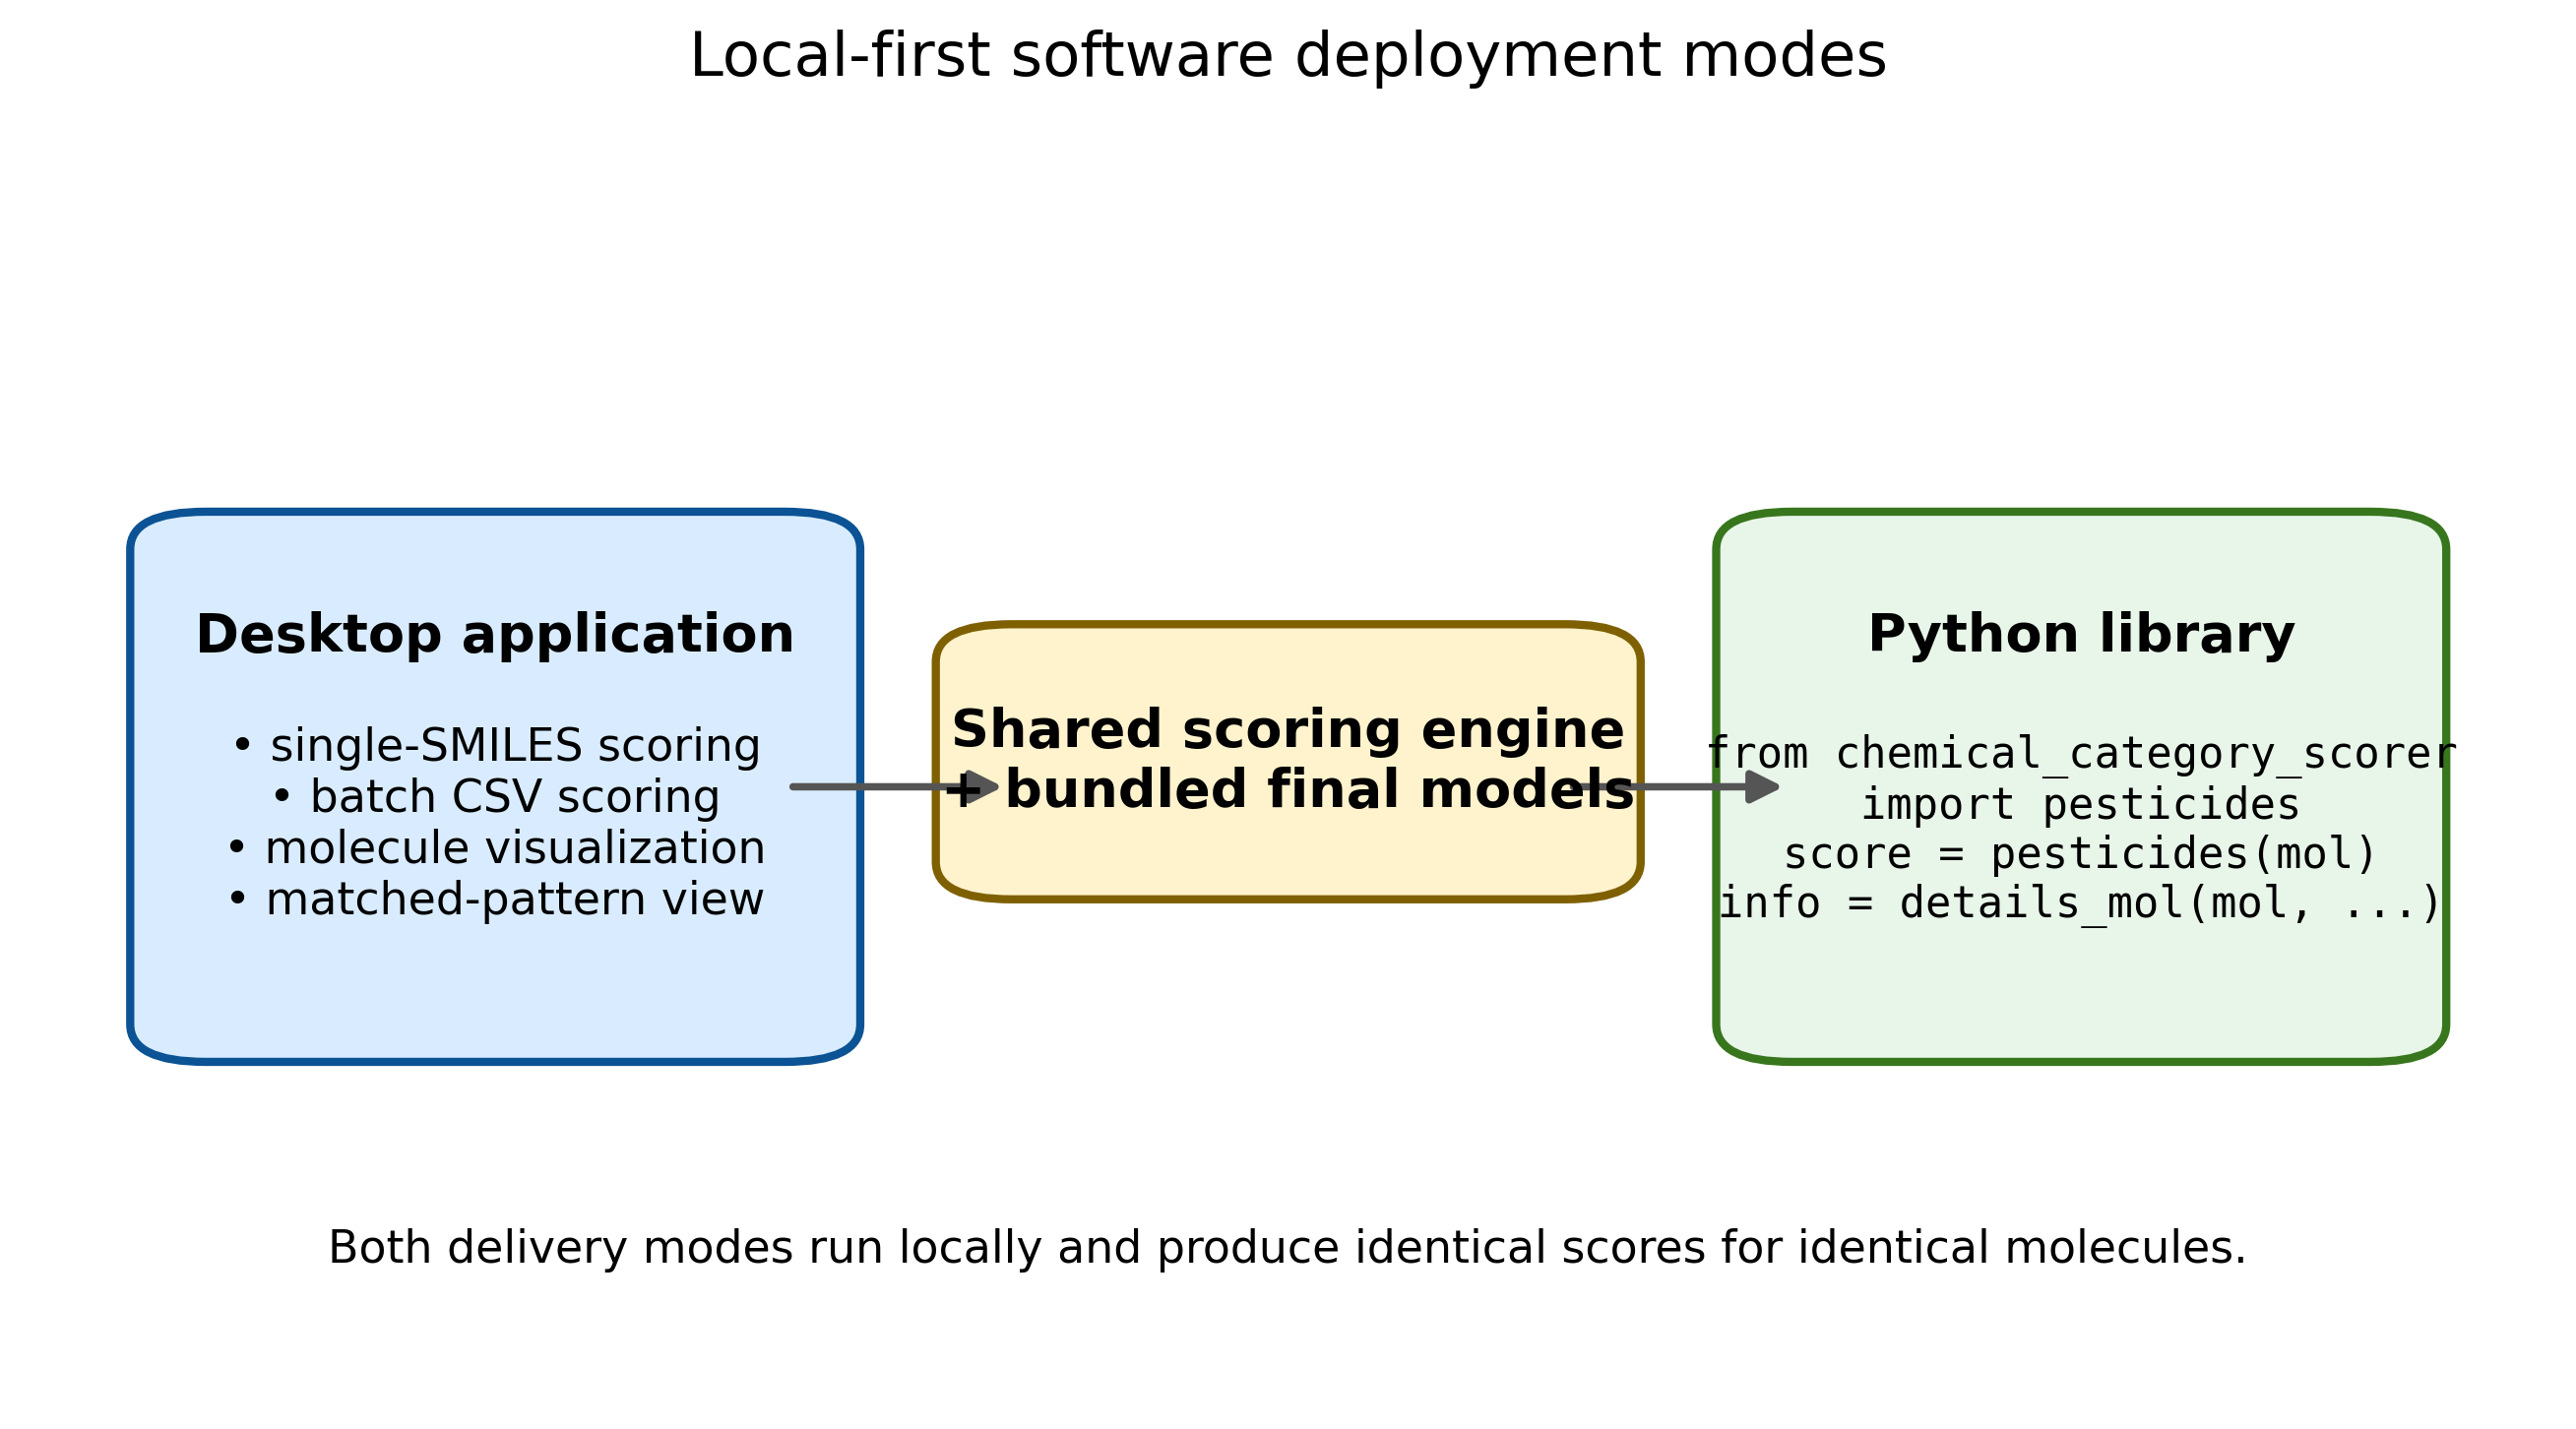 Local-first software deployment modes
Desktop application
• single-SMILES scoring
• batch CSV scoring
• molecule visualization
• matched-pattern view
Shared scoring engine
+ bundled final models
Python library
from chemical_category_scorer
import pesticides
score = pesticides(mol)
info = details_mol(mol, ...)
Both delivery modes run locally and produce identical scores for identical molecules.